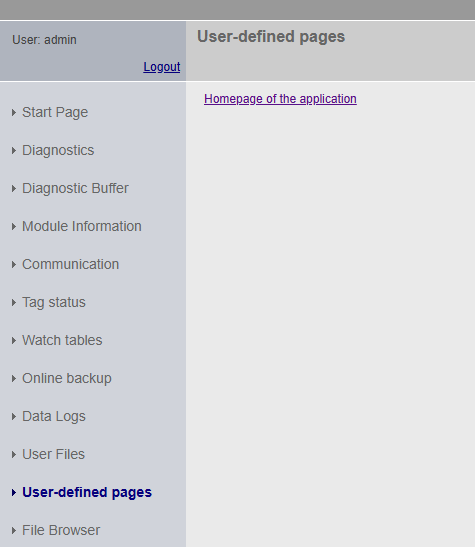 User: admin
Logout
User-defined pages
Homepage of the application
Start Page
Diagnostics
Diagnostic Buffer
Module Information
Communication
Tag status
Watch tables
Online backup
Data Logs
User Files
User-defined pages
File Browser